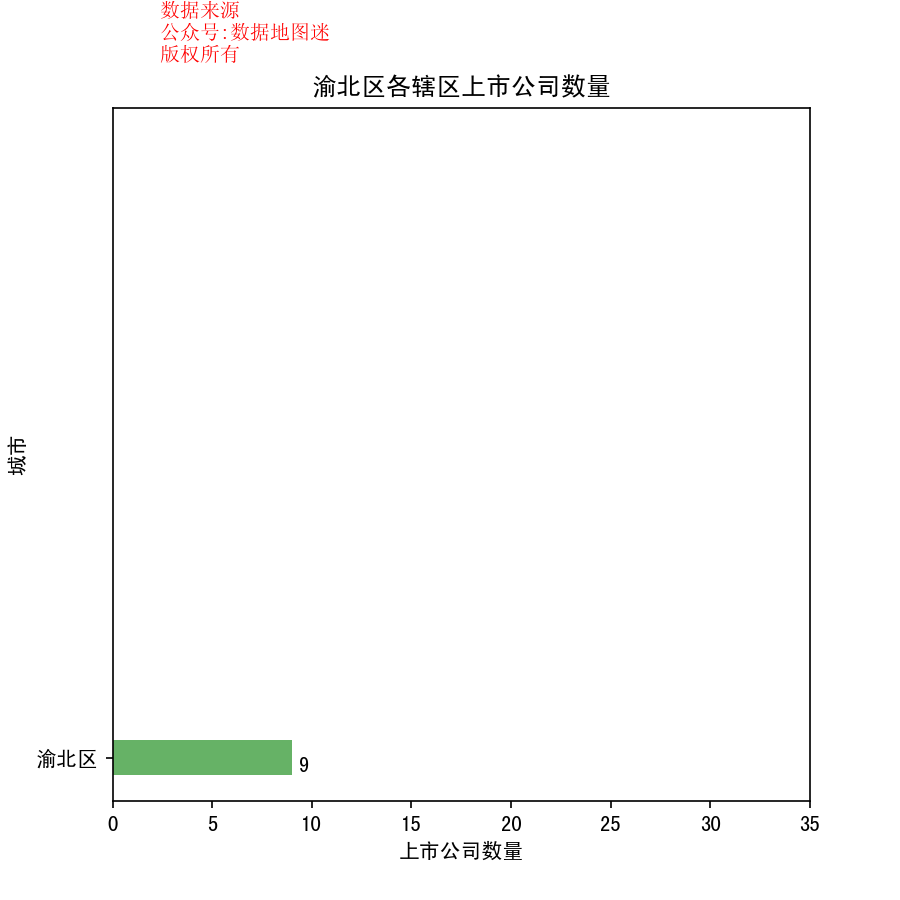 数据来源
公众号:数据地图迷
版权所有
渝北区各辖区上市公司数量
城市
渝北区
9
0 5 10 15 20 25 30 35
上市公司数量